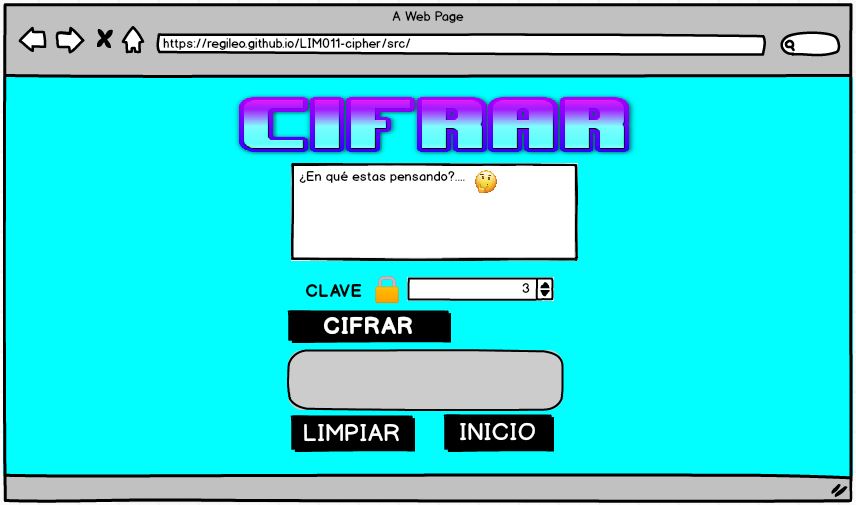 A Web Page
https://regileo.github.io/LIM011-cipher/src/
CIFRAR
¿En qué estas pensando?....
CLAVE 3
CIFRAR
LIMPIAR INICIO